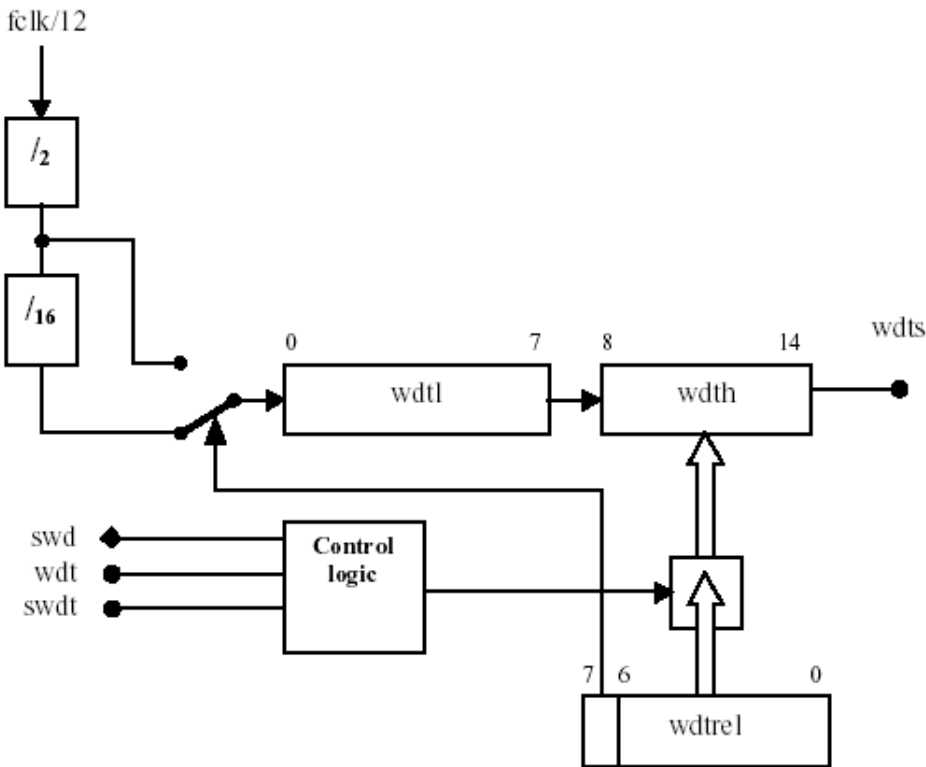 fclk/12
/2
/16
0 7 8 14
wdts
wdtl
wdth
swd
wdt
swdt
Control
logic
7 6 0
wdtrel